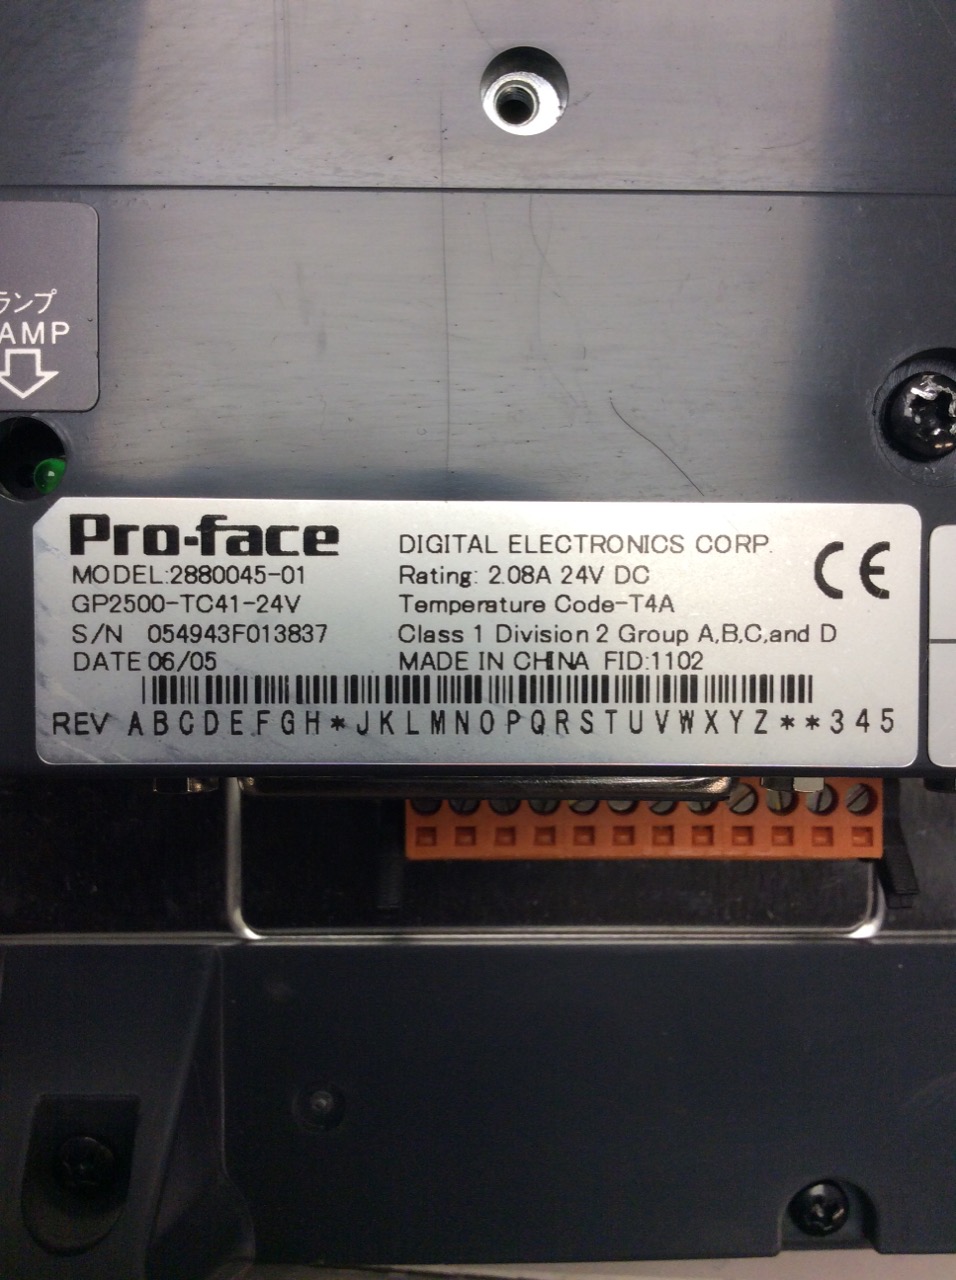 ランプ
AMP
Pro-face
MODEL:2880045-01
GP2500-TC41-24V
S/N 054943F013837
DATE 06/05
DIGITAL ELECTRONICS CORP.
Rating: 2.08A 24V DC
Temperature Code-T4A
Class 1 Division 2 Group A,B,C,and D
MADE IN CHINA FID:1102
CE
REV ABCDEFGH*JKLMNOPQRSTUVWXYZ**345